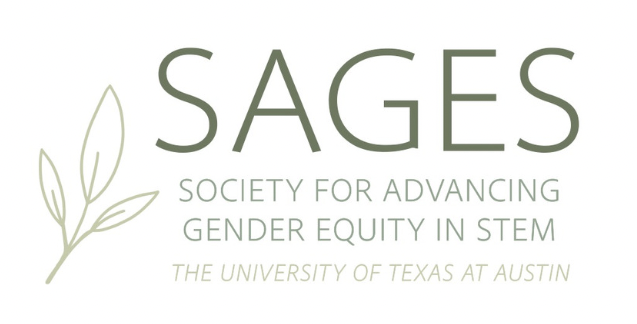 SAGES
SOCIETY FOR ADVANCING
GENDER EQUITY IN STEM
THE UNIVERSITY OF TEXAS AT AUSTIN